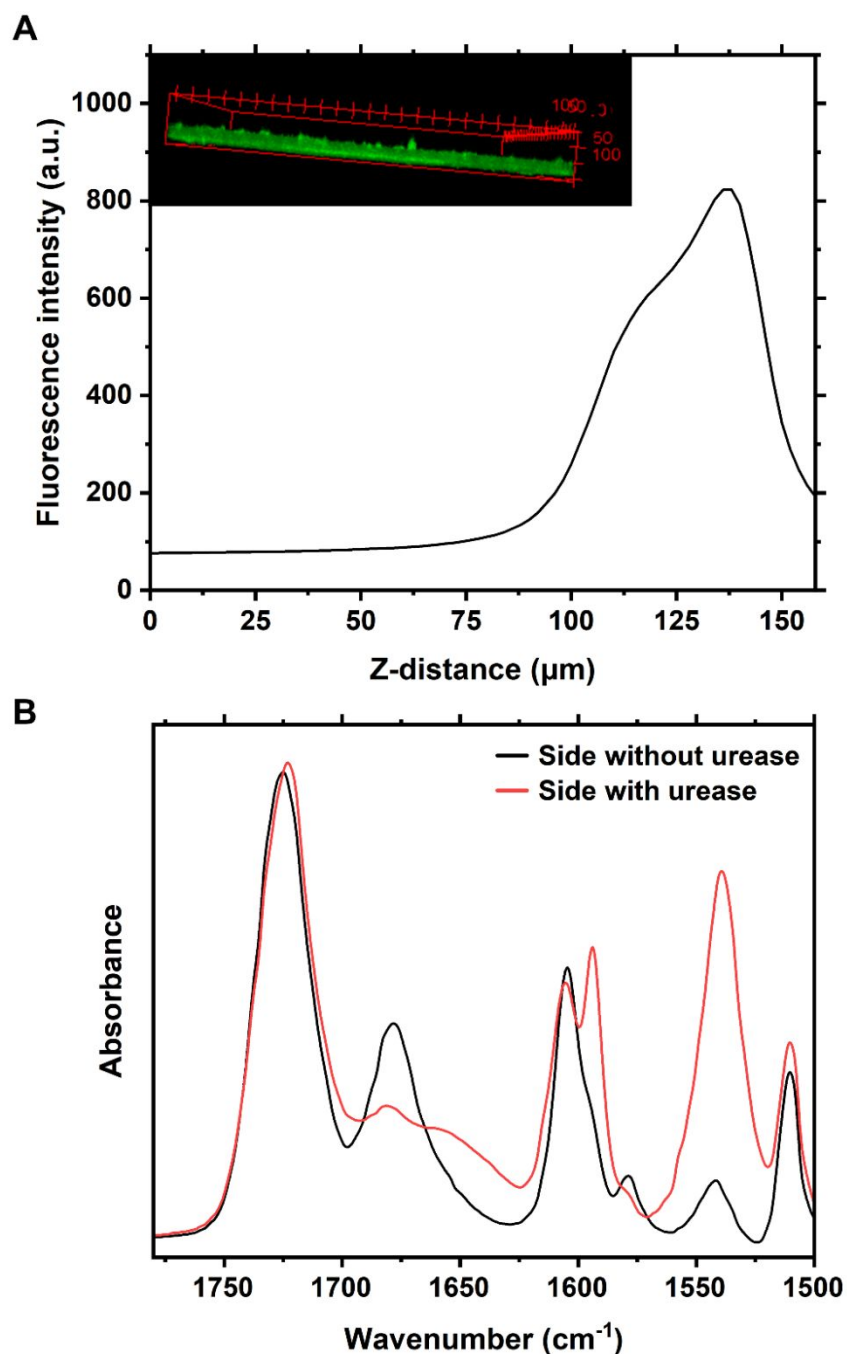 A
1000
800
600
400
200
0
Fluorescence intensity (a.u.)
50
100
0
25
50
75
100
125
150
Z-distance (µm)
B
Side without urease
Side with urease
Absorbance
1750
1700
1650
1600
1550
1500
Wavenumber (cm⁻¹)